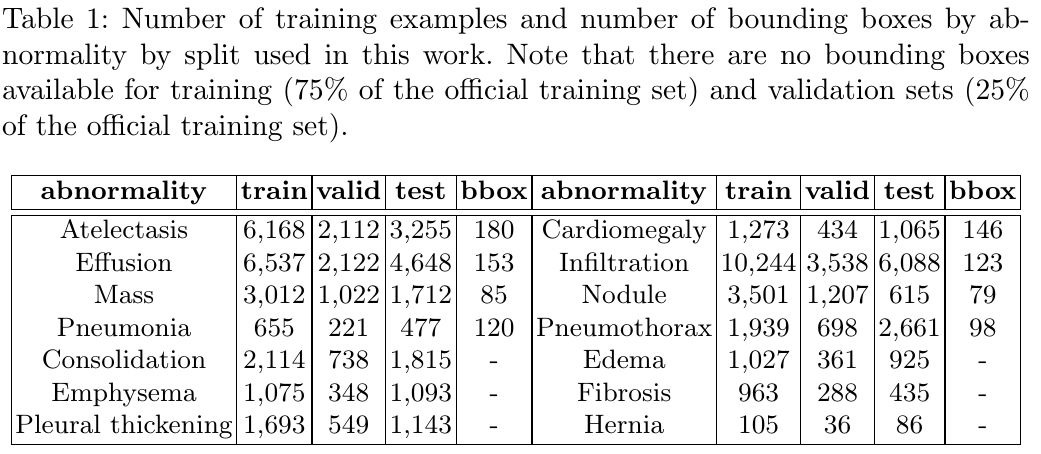 Table 1: Number of training examples and number of bounding boxes by ab-
normality by split used in this work. Note that there are no bounding boxes
available for training (75% of the official training set) and validation sets (25%
of the official training set).
abnormality train valid test bbox abnormality train valid test bbox
Atelectasis 6,168 2,112 3,255 180 Cardiomegaly 1,273 434 1,065 146
Effusion 6,537 2,122 4,648 153 Infiltration 10,244 3,538 6,088 123
Mass 3,012 1,022 1,712 85 Nodule 3,501 1,207 615 79
Pneumonia 655 221 477 120 Pneumothorax 1,939 698 2,661 98
Consolidation 2,114 738 1,815 - Edema 1,027 361 925 -
Emphysema 1,075 348 1,093 - Fibrosis 963 288 435 -
Pleural thickening 1,693 549 1,143 - Hernia 105 36 86 -